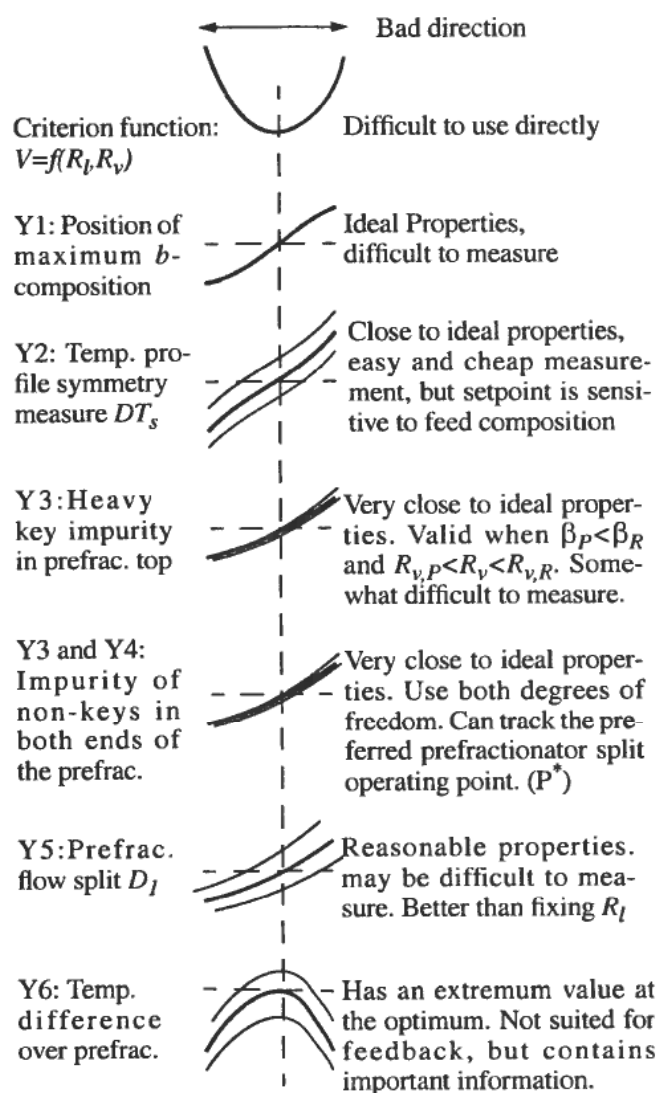 Bad direction
Criterion function:
V=f(R_l,R_v)
Difficult to use directly
Y1: Position of
maximum b-
composition
Ideal Properties,
difficult to measure
Y2: Temp. pro-
file symmetry
measure DT_s
Close to ideal properties,
easy and cheap measure-
ment, but setpoint is sensi-
tive to feed composition
Y3:Heavy
key impurity
in prefrac. top
Very close to ideal proper-
ties. Valid when β_P<β_R
and R_v,P<R_v<R_v,R. Some-
what difficult to measure.
Y3 and Y4:
Impurity of
non-keys in
both ends of
the prefrac.
Very close to ideal proper-
ties. Use both degrees of
freedom. Can track the pre-
ferred prefractionator split
operating point. (P*)
Y5:Prefrac.
flow split D_l
Reasonable properties.
may be difficult to mea-
sure. Better than fixing R_l
Y6: Temp.
difference
over prefrac.
Has an extremum value at
the optimum. Not suited for
feedback, but contains
important information.